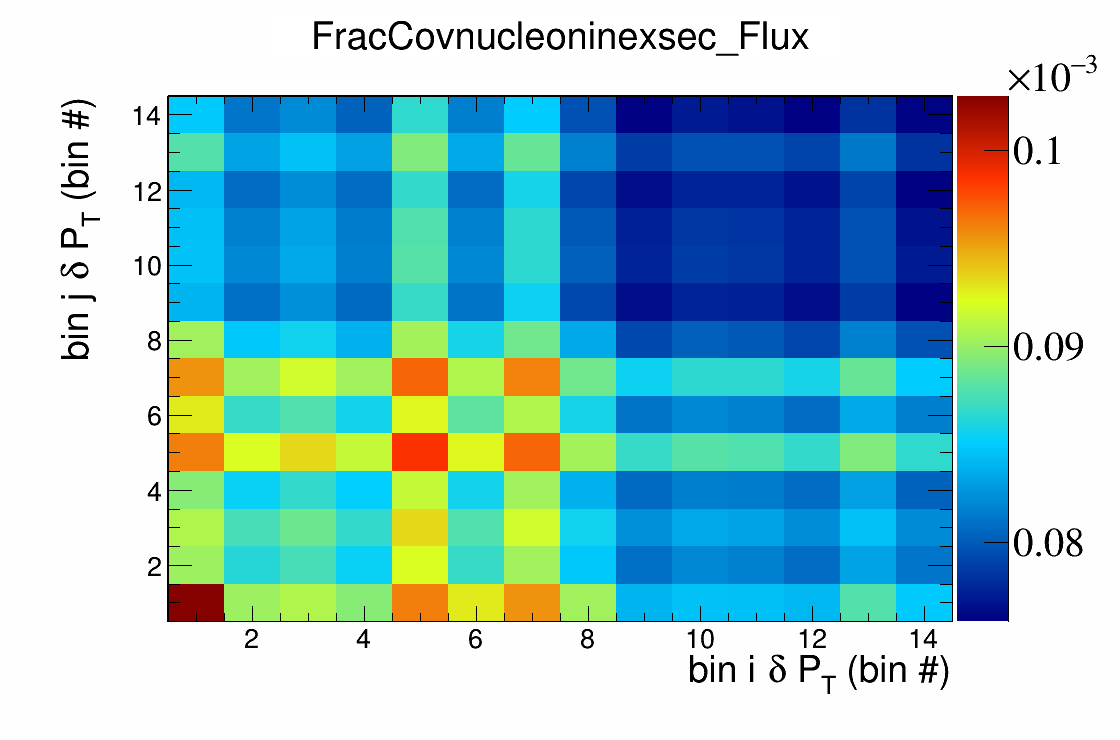 FracCovnucleoninexsec_Flux
×10⁻³
bin j δ P_T (bin #)
14
12
10
8
6
4
2
0.1
0.09
0.08
2 4 6 8 10 12 14
bin i δ P_T (bin #)